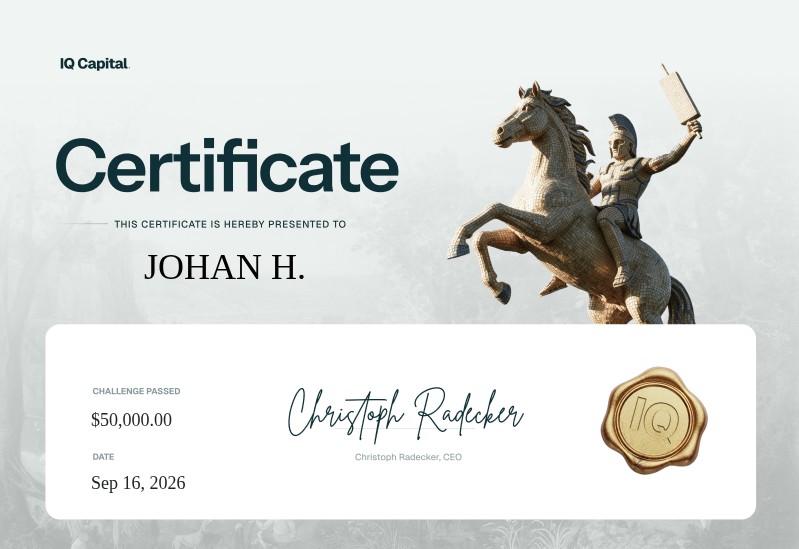 IQ Capital.
Certificate
THIS CERTIFICATE IS HEREBY PRESENTED TO
JOHAN H.
CHALLENGE PASSED
$50,000.00
DATE
Sep 16, 2026
Christoph Radecker
Christoph Radecker, CEO
IQ